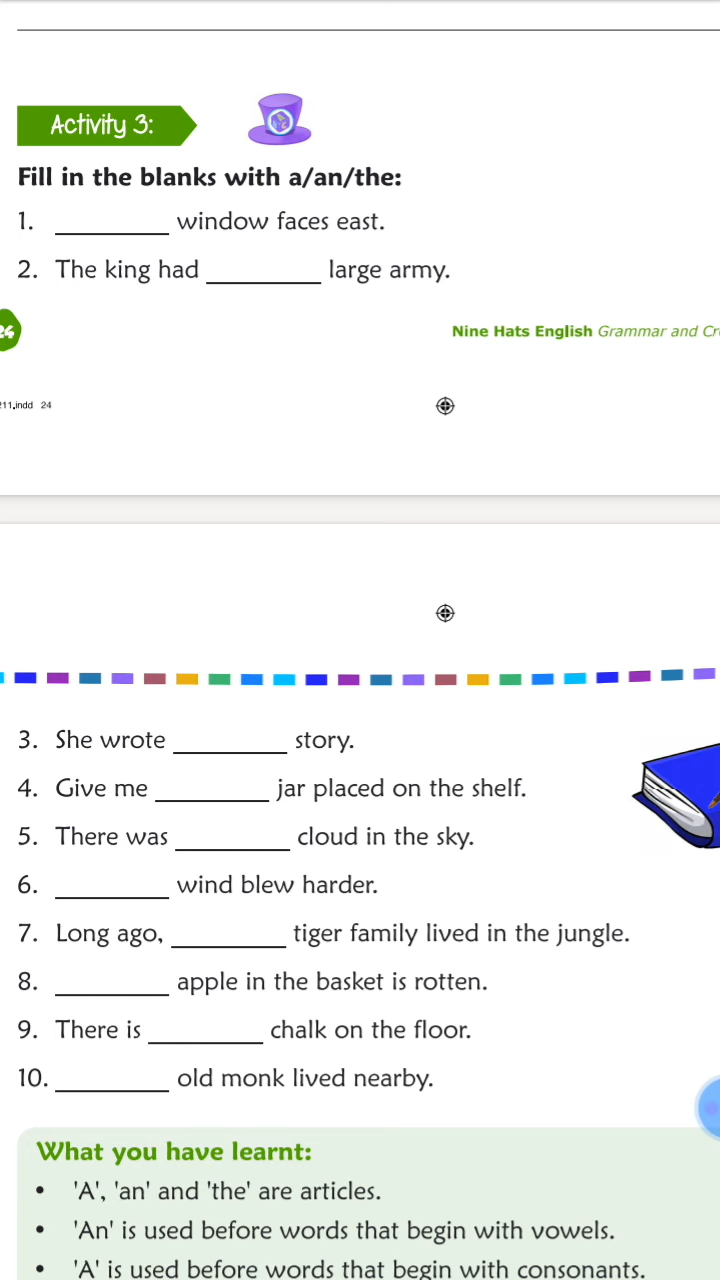 Activity 3:
Fill in the blanks with a/an/the:
1. ________ window faces east.
2. The king had ________ large army.
24
Nine Hats English Grammar and
211.indd 24
3. She wrote ________ story.
4. Give me ________ jar placed on the shelf.
5. There was ________ cloud in the sky.
6. ________ wind blew harder.
7. Long ago, ________ tiger family lived in the jungle.
8. ________ apple in the basket is rotten.
9. There is ________ chalk on the floor.
10. ________ old monk lived nearby.
What you have learnt:
• 'A', 'an' and 'the' are articles.
• 'An' is used before words that begin with vowels.
• 'A' is used before words that begin with consonants.